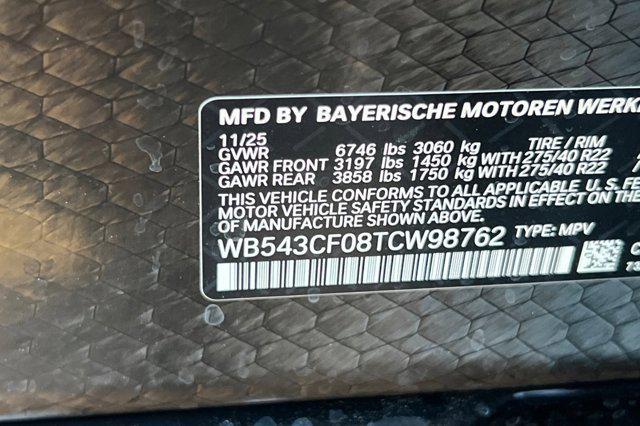 MFD BY BAYERISCHE MOTOREN WERKE
11/25
GVWR 6746 lbs 3060 kg TIRE / RIM
GAWR FRONT 3197 lbs 1450 kg WITH 275/40 R22
GAWR REAR 3858 lbs 1750 kg WITH 275/40 R22
THIS VEHICLE CONFORMS TO ALL APPLICABLE U. S. FE
MOTOR VEHICLE SAFETY STANDARDS IN EFFECT ON THE
OF MANUFACTURE SHOWN ABOVE.
WB543CF08TCW98762 TYPE: MPV